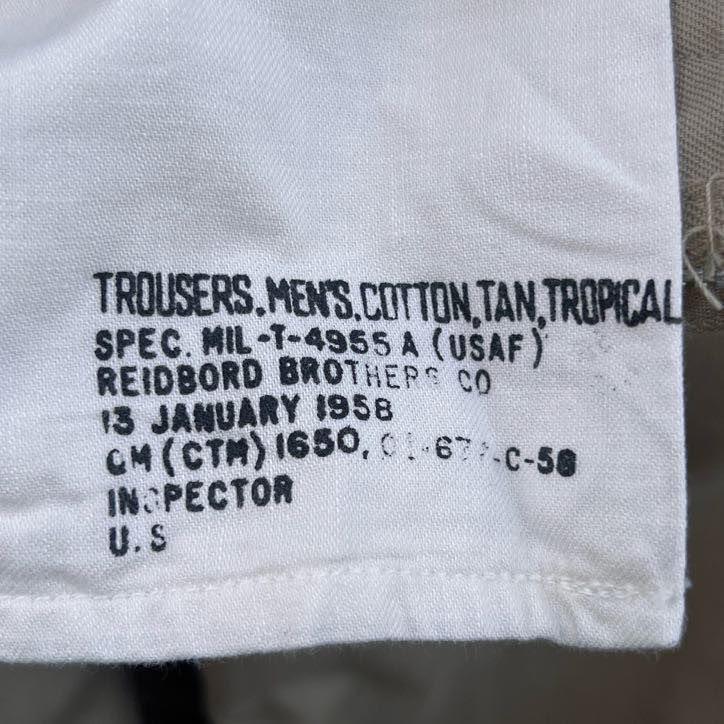 TROUSERS, MEN'S, COTTON, TAN, TROPICAL
SPEC. MIL-T-4955 A (USAF)
REIDBORD BROTHERS CO
13 JANUARY 1958
QM (CTM) 1650,
INSPECTOR
U.S